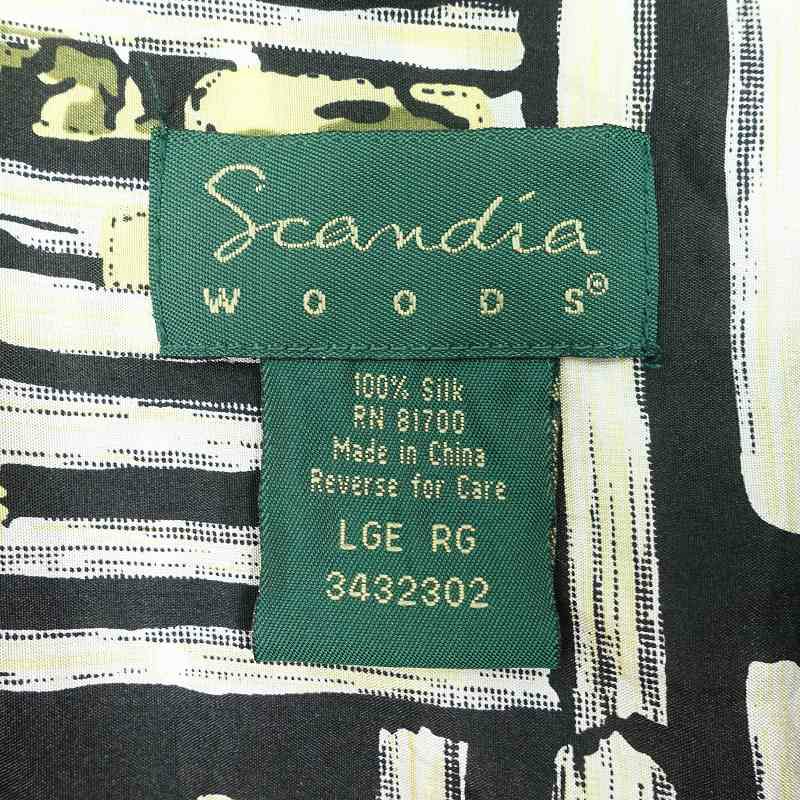 Scandia
WOODS®
100% Silk
RN 81700
Made in China
Reverse for Care
LGE RG
3432302